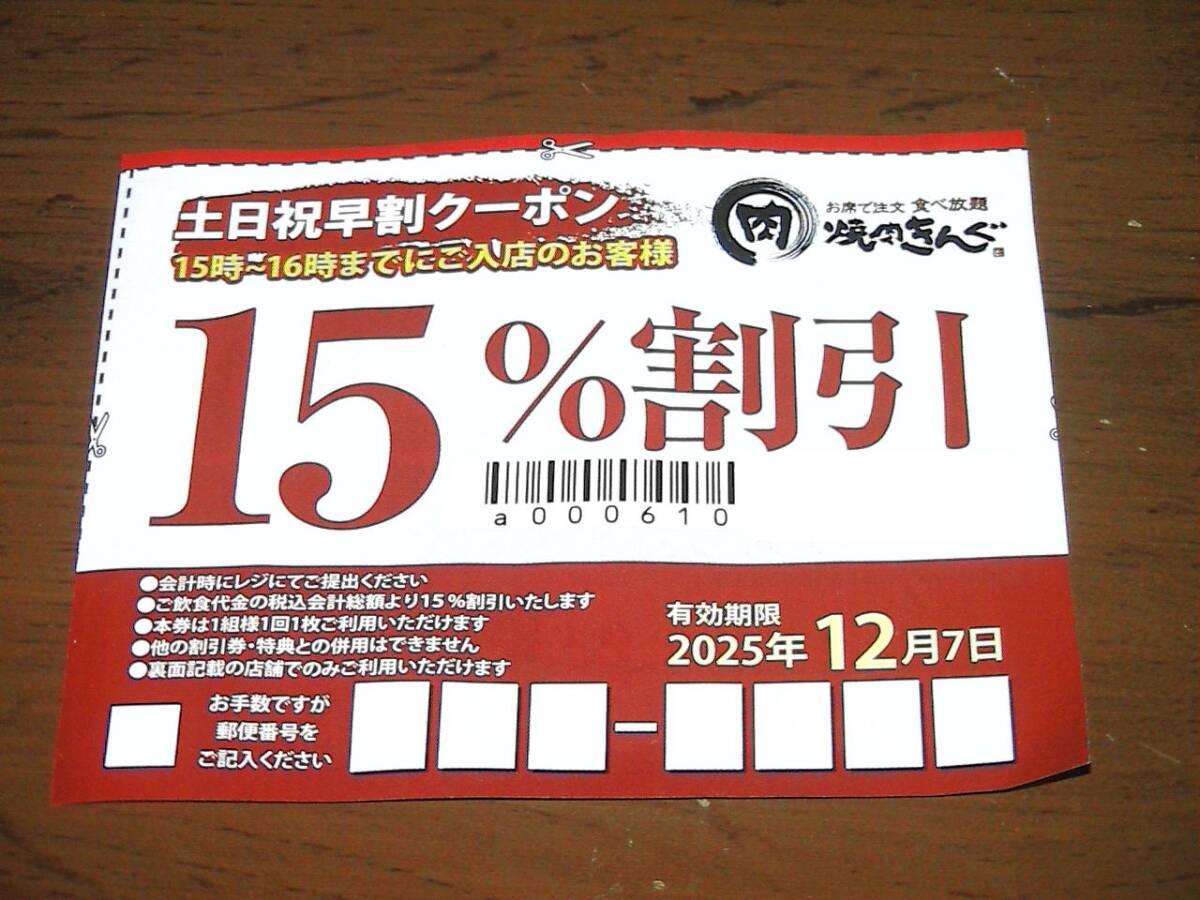 土日祝早割クーポン
15時~16時までにご入店のお客様
肉
お席で注文 食べ放題
焼肉きんぐ
15%割引
a000610
●会計時にレジにてご提出ください
●ご飲食代金の税込会計総額より15%割引いたします
●本券は1組様1回1枚ご利用いただけます
●他の割引券・特典との併用はできません
●裏面記載の店舗でのみご利用いただけます
有効期限
2025年12月7日
お手数ですが
郵便番号を
ご記入ください